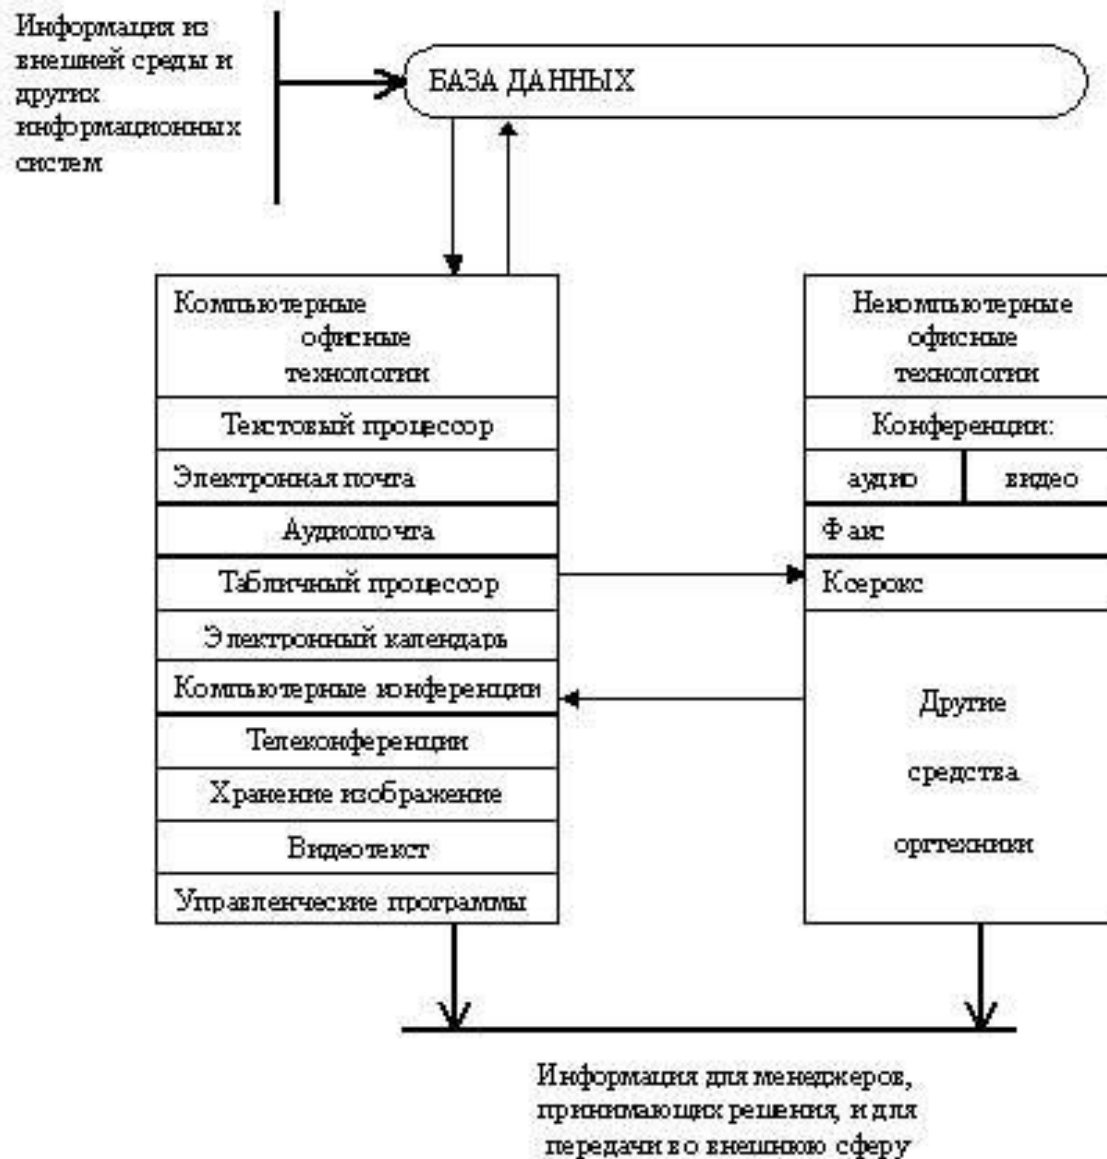 Информация из
внешней среды и
других
информационных
систем
БАЗА ДАННЫХ
Компьютерные
офисные
технологии
Текстовый процессор
Электронная почта
Аудиопочта
Табличный процессор
Электронный календарь
Компьютерные конференции
Телеконференции
Хранение изображение
Видеотекст
Управленческие программы
Некомпьютерные
офисные
технологии
Конференции:
аудио видео
Факс
Ксерокс
Другие
средства
оргтехники
Информация для менеджеров,
принимающих решения, и для
передачи во внешнюю сферу